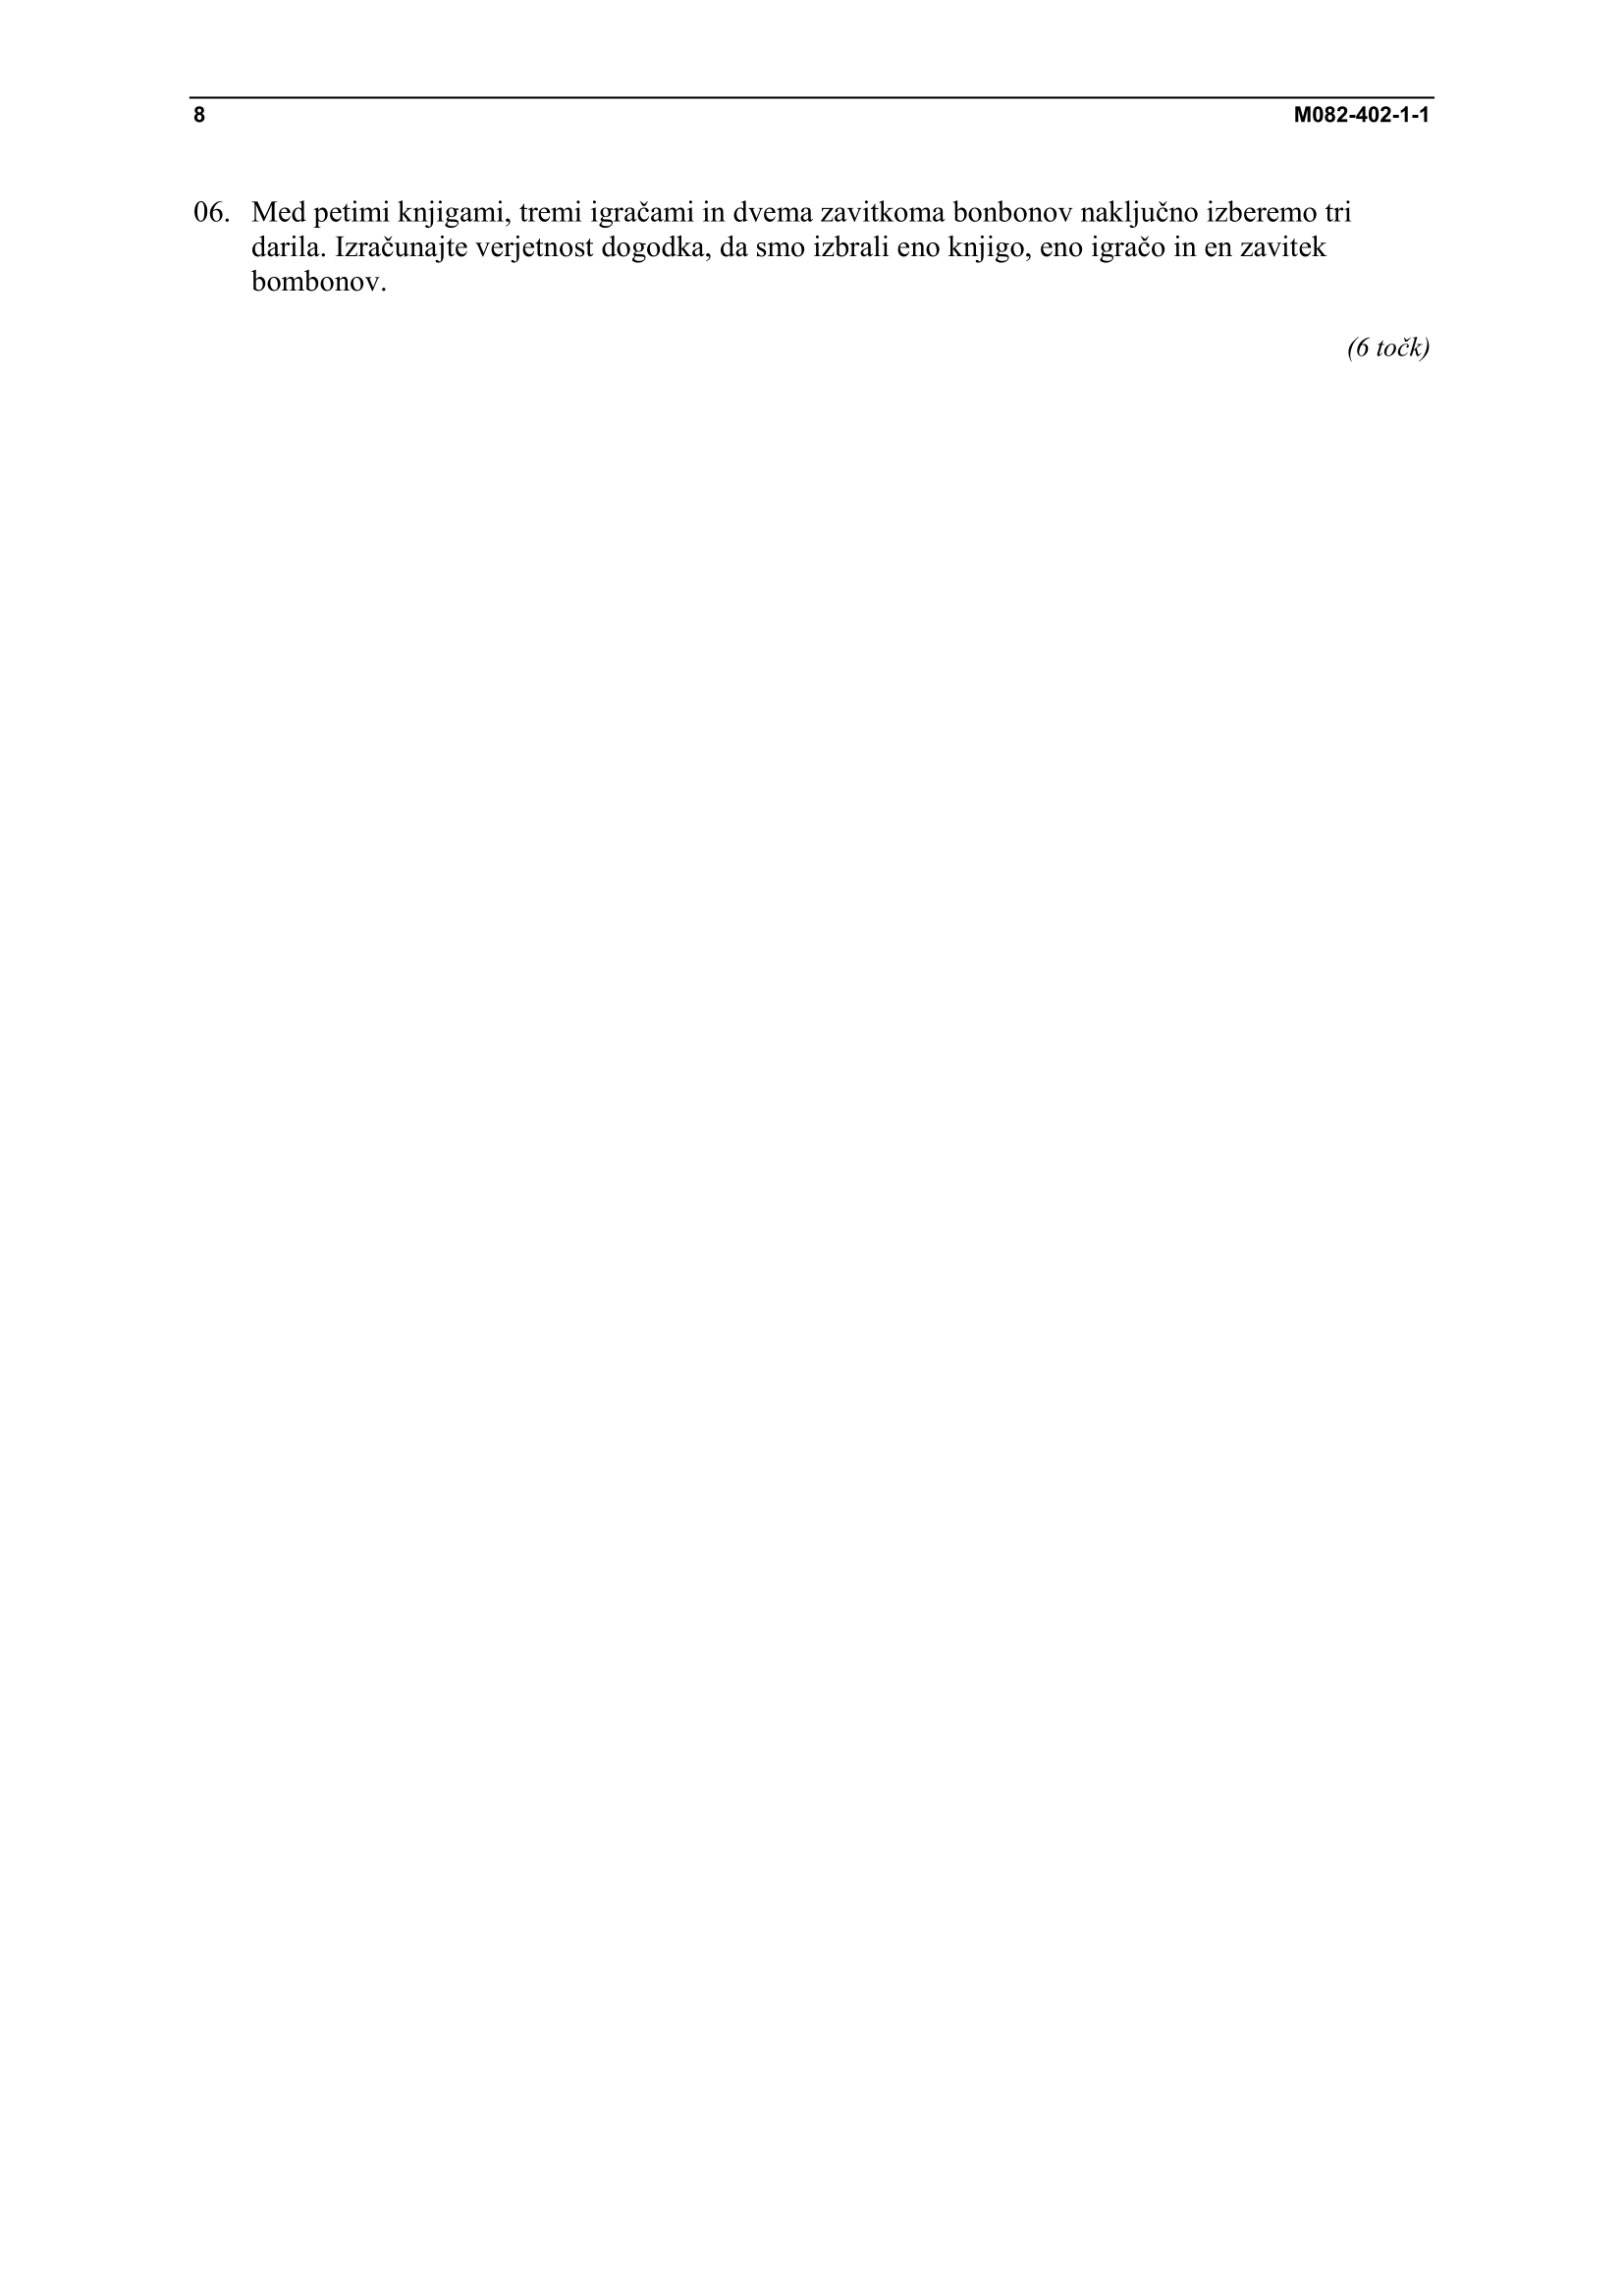 8 M082-402-1-1
06. Med petimi knjigami, tremi igračami in dvema zavitkoma bonbonov naključno izberemo tri
darila. Izračunajte verjetnost dogodka, da smo izbrali eno knjigo, eno igračo in en zavitek
bombonov.
(6 točk)